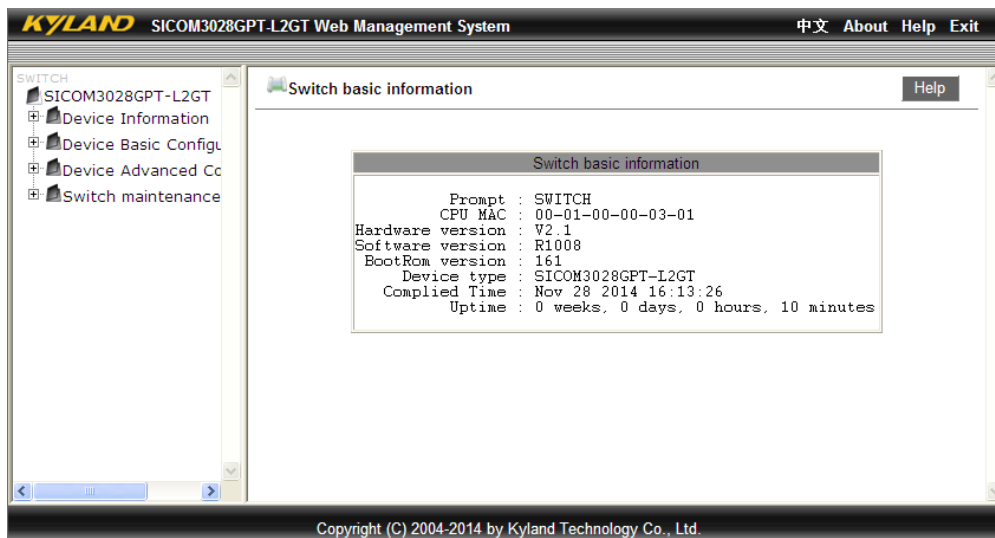 KYLAND SICOM3028GPT-L2GT Web Management System 中文 About Help Exit
SWITCH
SICOM3028GPT-L2GT
Device Information
Device Basic Configu
Device Advanced Co
Switch maintenance
Switch basic information
Help
Switch basic information
Prompt : SWITCH
CPU MAC : 00-01-00-00-03-01
Hardware version : V2.1
Software version : R1008
BootRom version : 161
Device type : SICOM3028GPT-L2GT
Complied Time : Nov 28 2014 16:13:26
Uptime : 0 weeks, 0 days, 0 hours, 10 minutes
Copyright (C) 2004-2014 by Kyland Technology Co., Ltd.